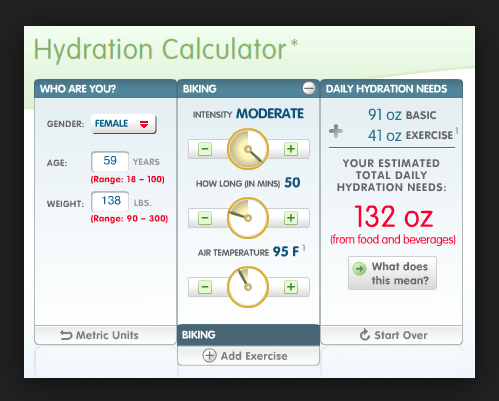 Hydration Calculator*
WHO ARE YOU?
GENDER: FEMALE
AGE: 59 YEARS
(Range: 18 – 100)
WEIGHT: 138 LBS.
(Range: 90 – 300)
Metric Units
BIKING
INTENSITY MODERATE
HOW LONG (IN MINS) 50
AIR TEMPERATURE 95 F 1
BIKING
Add Exercise
DAILY HYDRATION NEEDS
91 oz BASIC
+ 41 oz EXERCISE 1
YOUR ESTIMATED
TOTAL DAILY
HYDRATION NEEDS:
132 oz
(from food and beverages)
What does
this mean?
Start Over